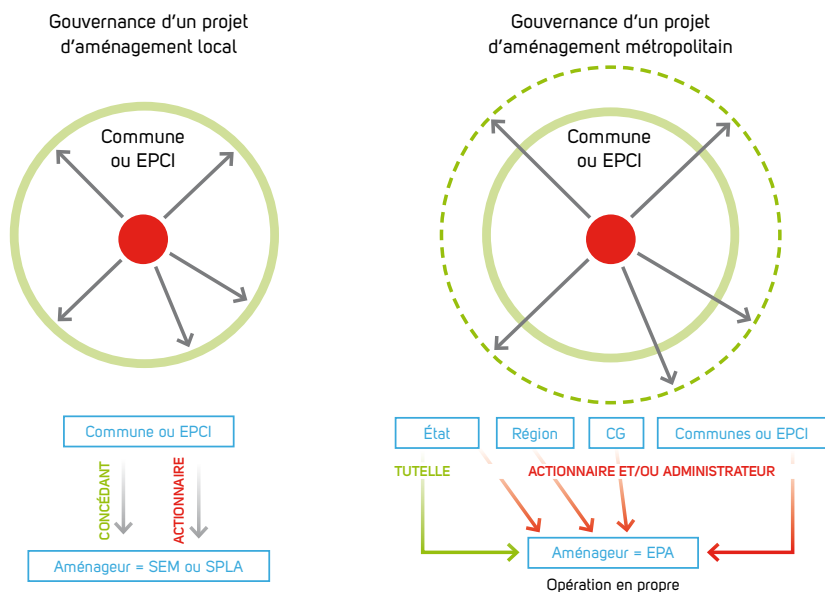 Gouvernance d'un projet
d'aménagement local
Commune
ou EPCI
Commune ou EPCI
CONCÉDANT
ACTIONNAIRE
Aménageur = SEM ou SPLA
Gouvernance d'un projet
d'aménagement métropolitain
Commune
ou EPCI
État
Région
CG
Communes ou EPCI
TUTELLE
ACTIONNAIRE ET/OU ADMINISTRATEUR
Aménageur = EPA
Opération en propre